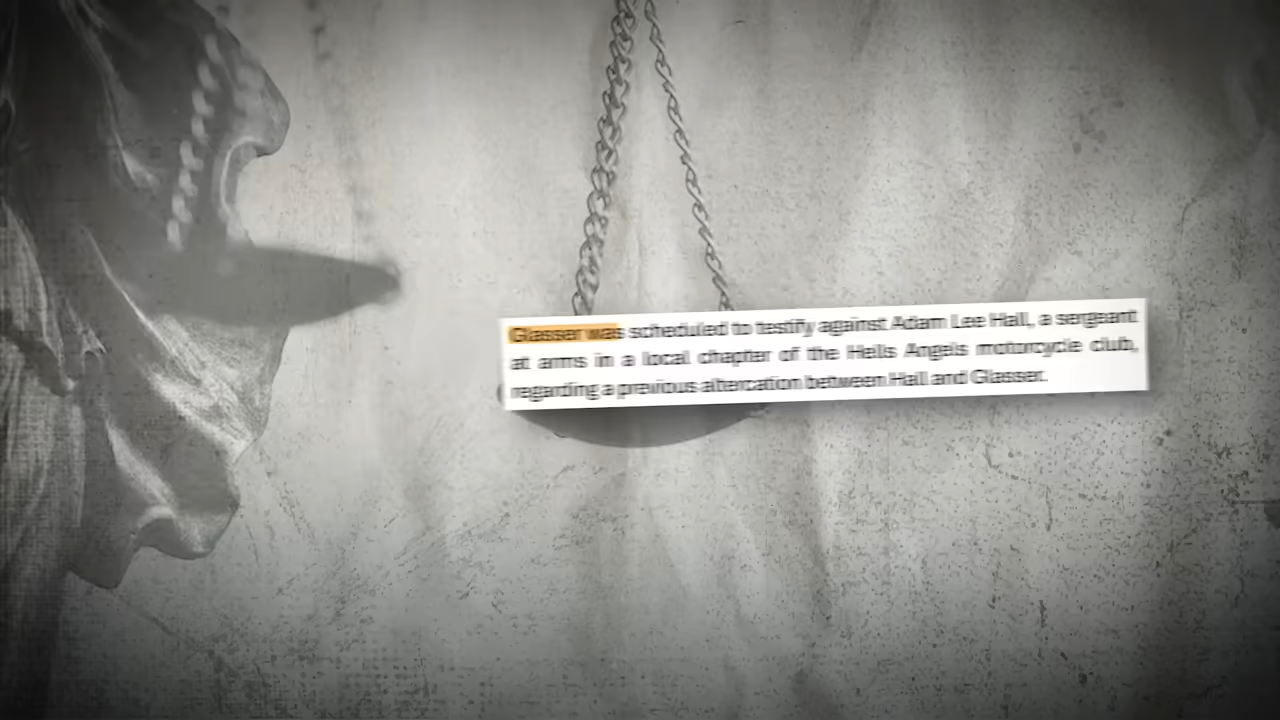 Glasser was scheduled to testify against Adam Lee Hall, a sergeant
at arms in a local chapter of the Hells Angels motorcycle club,
regarding a previous altercation between Hall and Glasser.